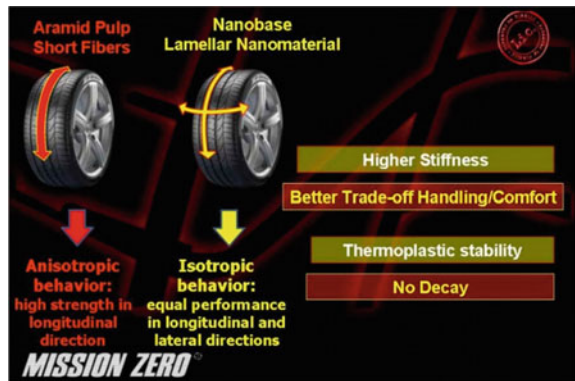 Aramid Pulp
Short Fibers
Nanobase
Lamellar Nanomaterial
Higher Stiffness
Better Trade-off Handling/Comfort
Thermoplastic stability
No Decay
Anisotropic
behavior:
high strength in
longitudinal
direction
Isotropic
behavior:
equal performance
in longitudinal and
lateral directions
MISSION ZERO